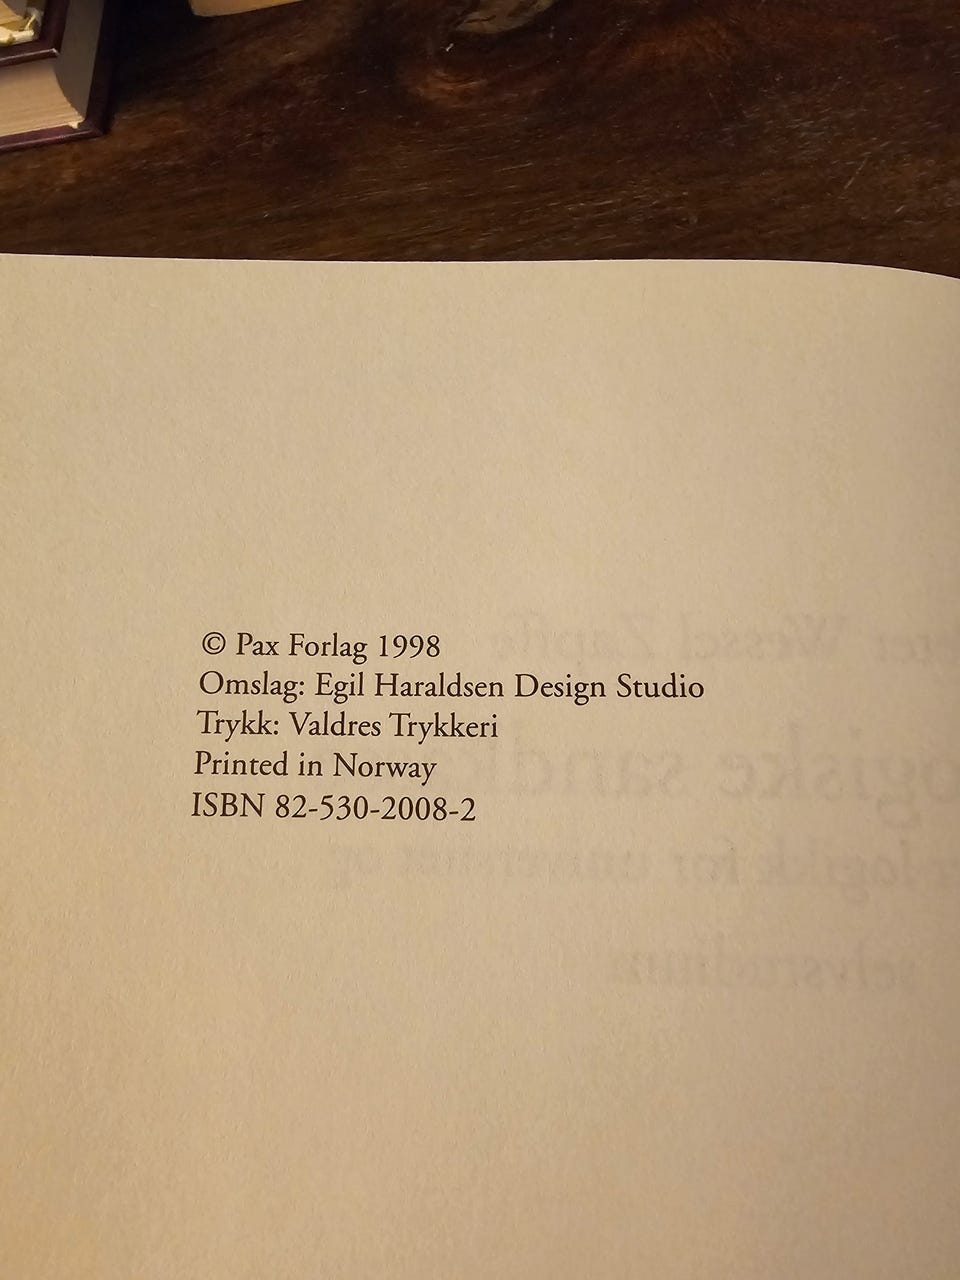 © Pax Forlag 1998
Omslag: Egil Haraldsen Design Studio
Trykk: Valdres Trykkeri
Printed in Norway
ISBN 82-530-2008-2